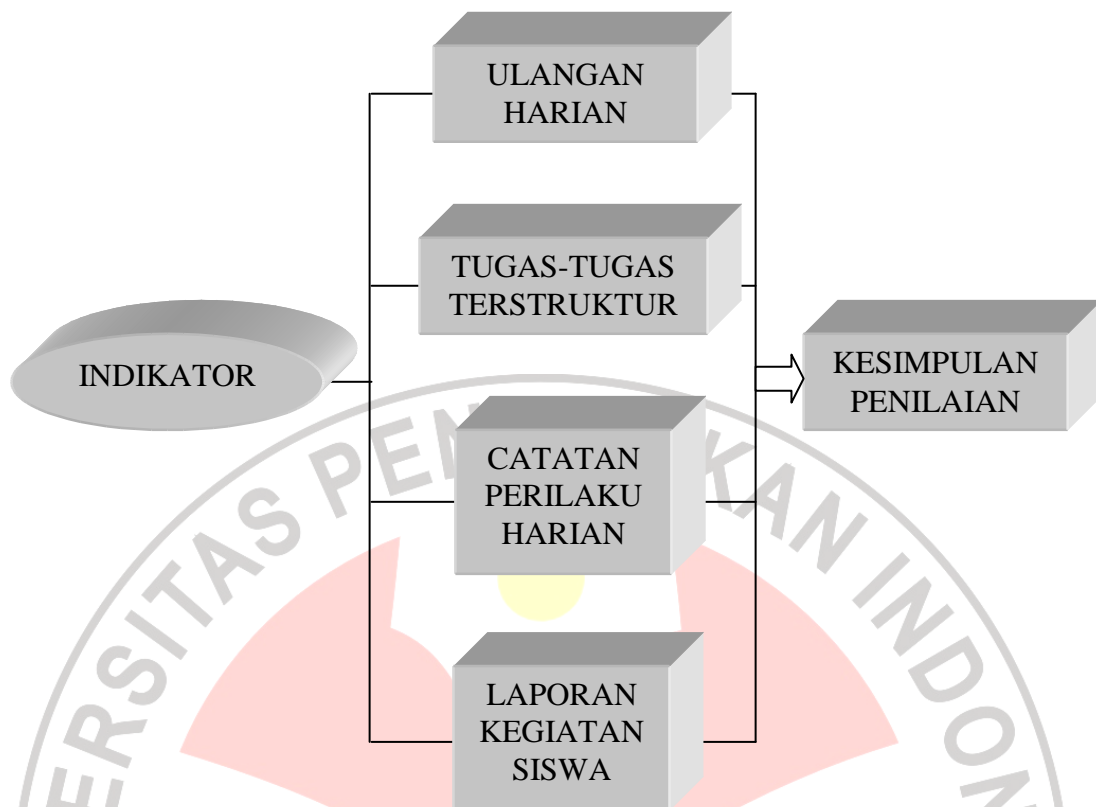 ULANGAN
HARIAN
TUGAS-TUGAS
TERSTRUKTUR
INDIKATOR
KESIMPULAN
PENILAIAN
CATATAN
PERILAKU
HARIAN
LAPORAN
KEGIATAN
SISWA